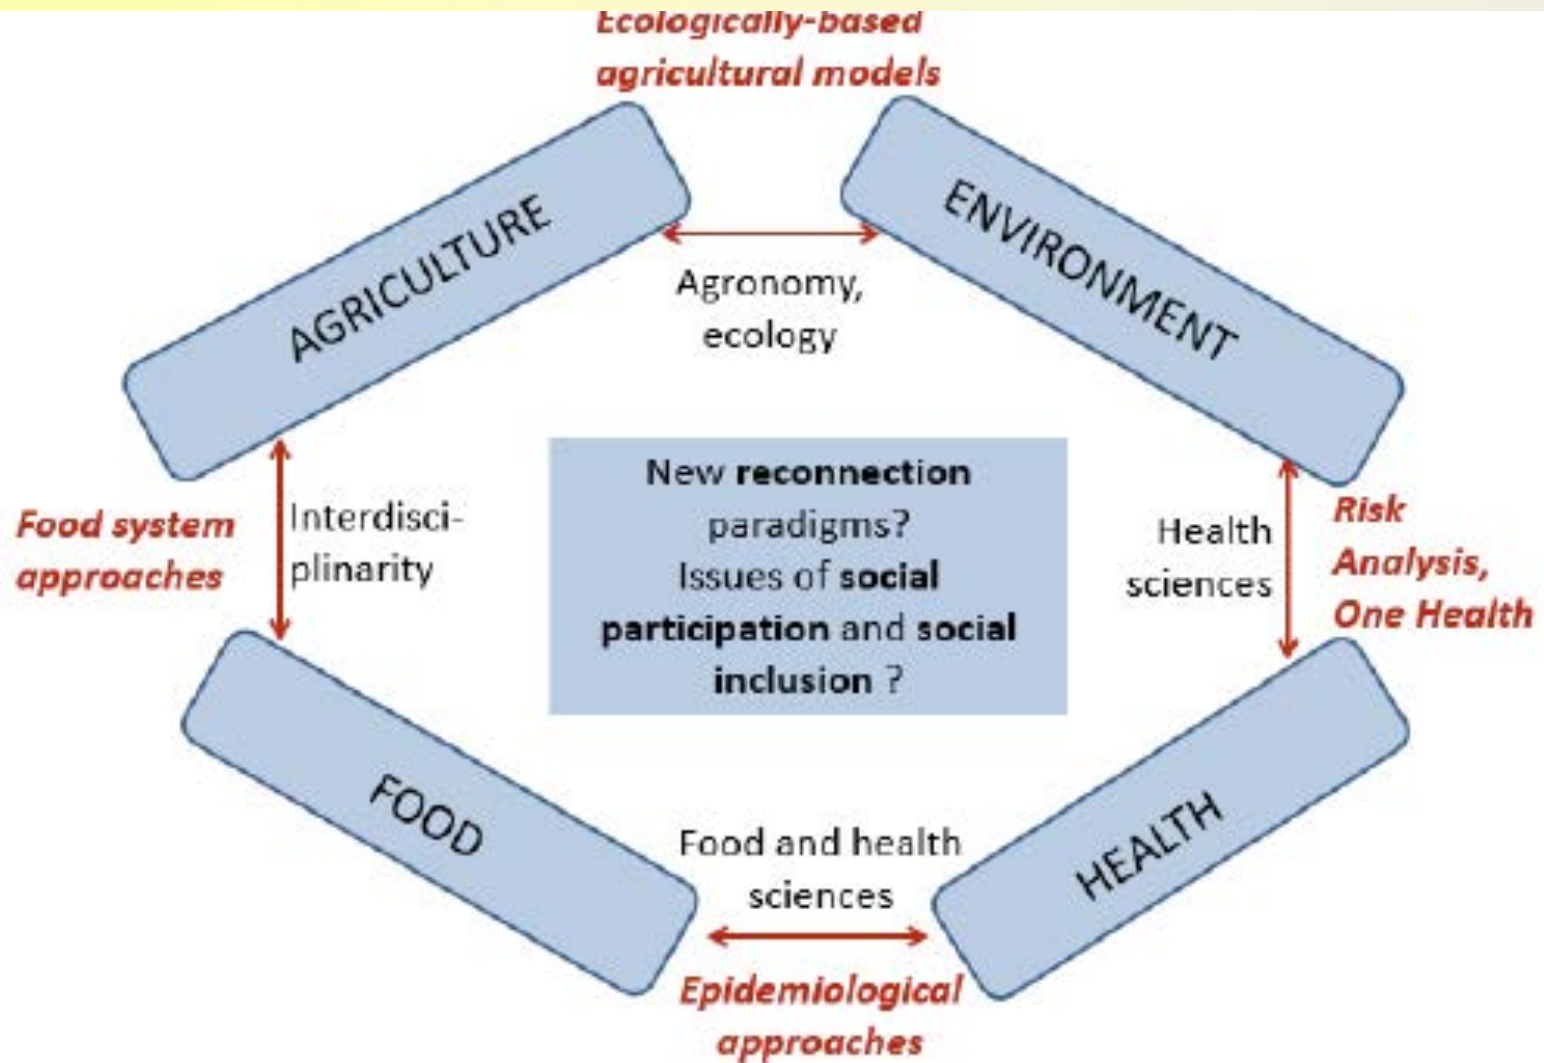 Ecologically-based
agricultural models
AGRICULTURE
ENVIRONMENT
Agronomy,
ecology
Food system
approaches
Interdisci-
plinarity
New reconnection
paradigms?
Issues of social
participation and social
inclusion ?
Health
sciences
Risk
Analysis,
One Health
FOOD
HEALTH
Food and health
sciences
Epidemiological
approaches